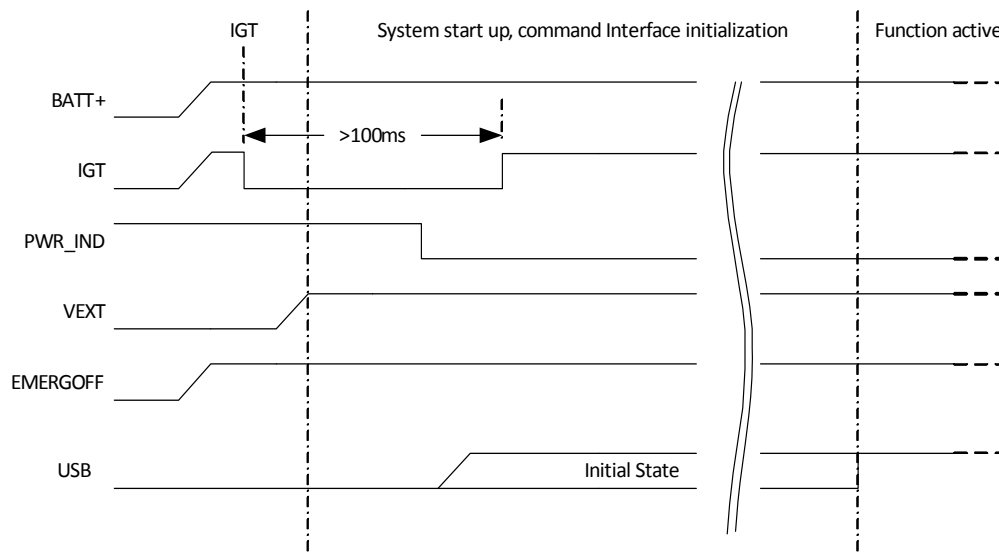 IGT
System start up, command Interface initialization
Function active
BATT+
>100ms
IGT
PWR_IND
VEXT
EMERGOFF
USB
Initial State